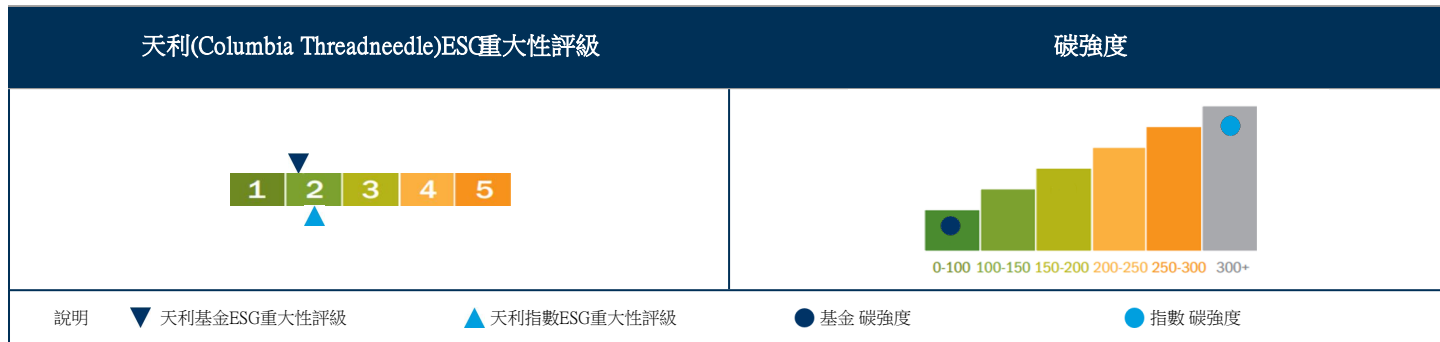 天利(Columbia Threadneedle)ESG重大性評級
碳強度
1 2 3 4 5
0-100 100-150 150-200 200-250 250-300 300+
說明 天利基金ESG重大性評級 天利指數ESG重大性評級 基金 碳強度 指數 碳強度